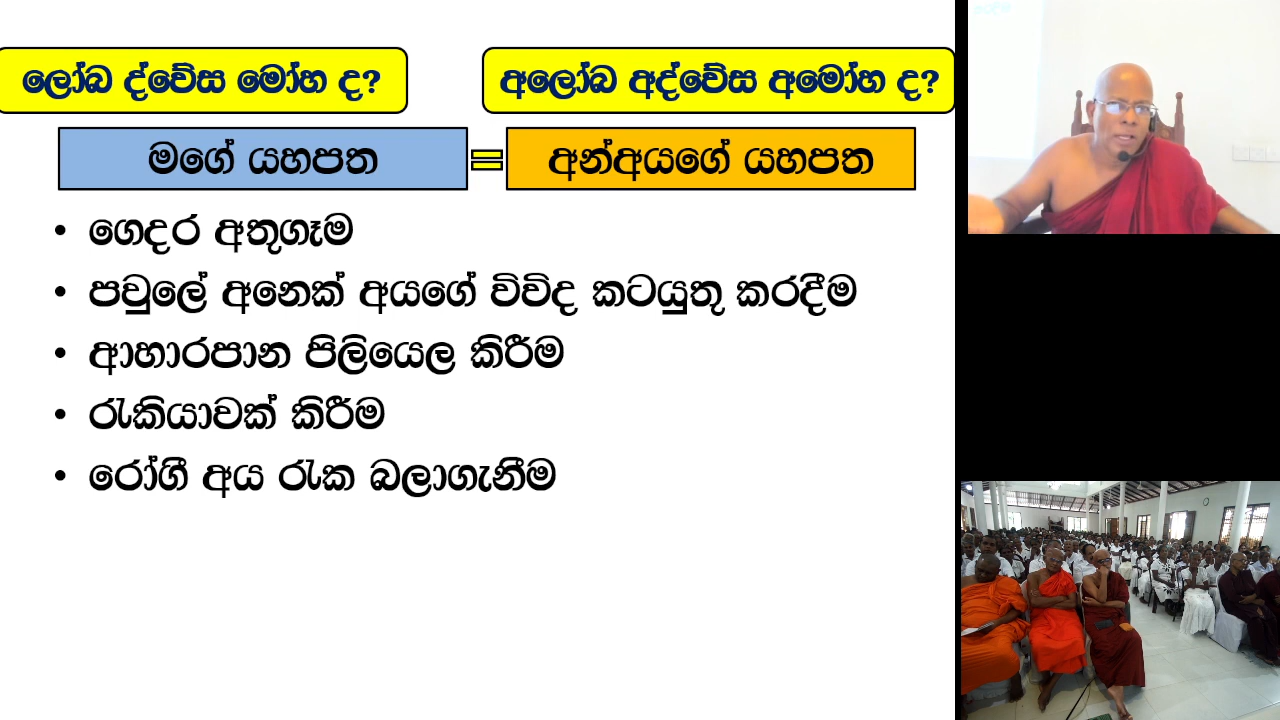 ලෝබ ද්වේස මෝහ ද?
අලෝබ අද්වේස අමෝහ ද?
මගේ යහපත = අන්අයගේ යහපත
• ගෙදර අතුගෑම
• පවුලේ අනෙක් අයගේ විවිද කටයුතු කරදීම
• ආහාරපාන පිලියෙල කිරීම
• රැකියාවක් කිරීම
• රෝගී අය රැක බලාගැනීම